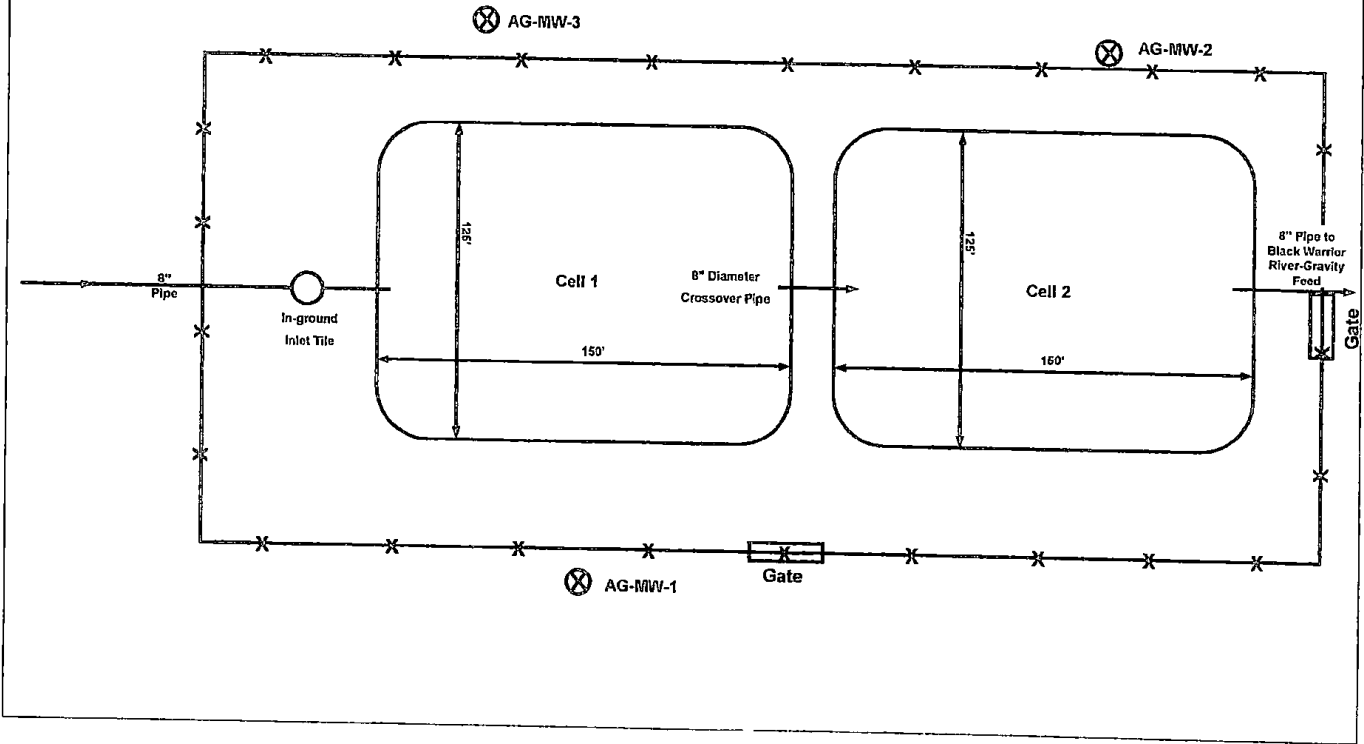 AG-MW-3
AG-MW-2
8"
Pipe
In-ground
Inlet Tile
125'
Cell 1
150'
8" Diameter
Crossover Pipe
125'
Cell 2
150'
8" Pipe to
Black Warrior
River-Gravity
Feed
Gate
Gate
AG-MW-1